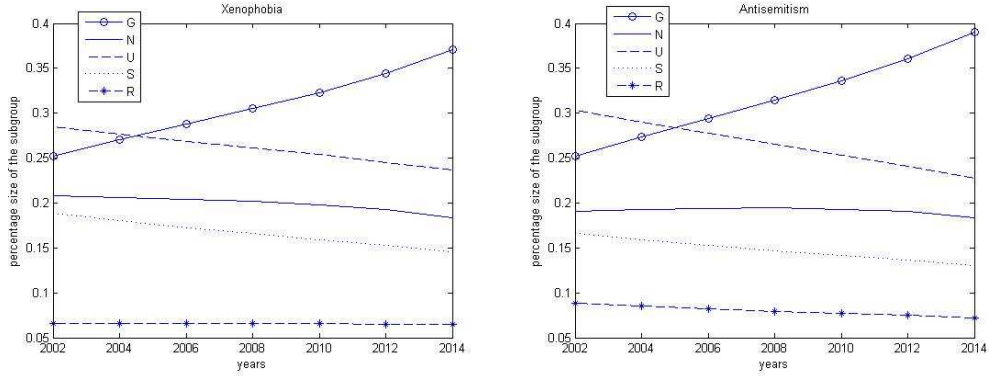 Xenophobia
percentage size of the subgroup
0.4
0.35
0.3
0.25
0.2
0.15
0.1
0.05
G
N
U
S
R
2002 2004 2006 2008 2010 2012 2014
years
Antisemitism
percentage size of the subgroup
0.4
0.35
0.3
0.25
0.2
0.15
0.1
0.05
G
N
U
S
R
2002 2004 2006 2008 2010 2012 2014
years